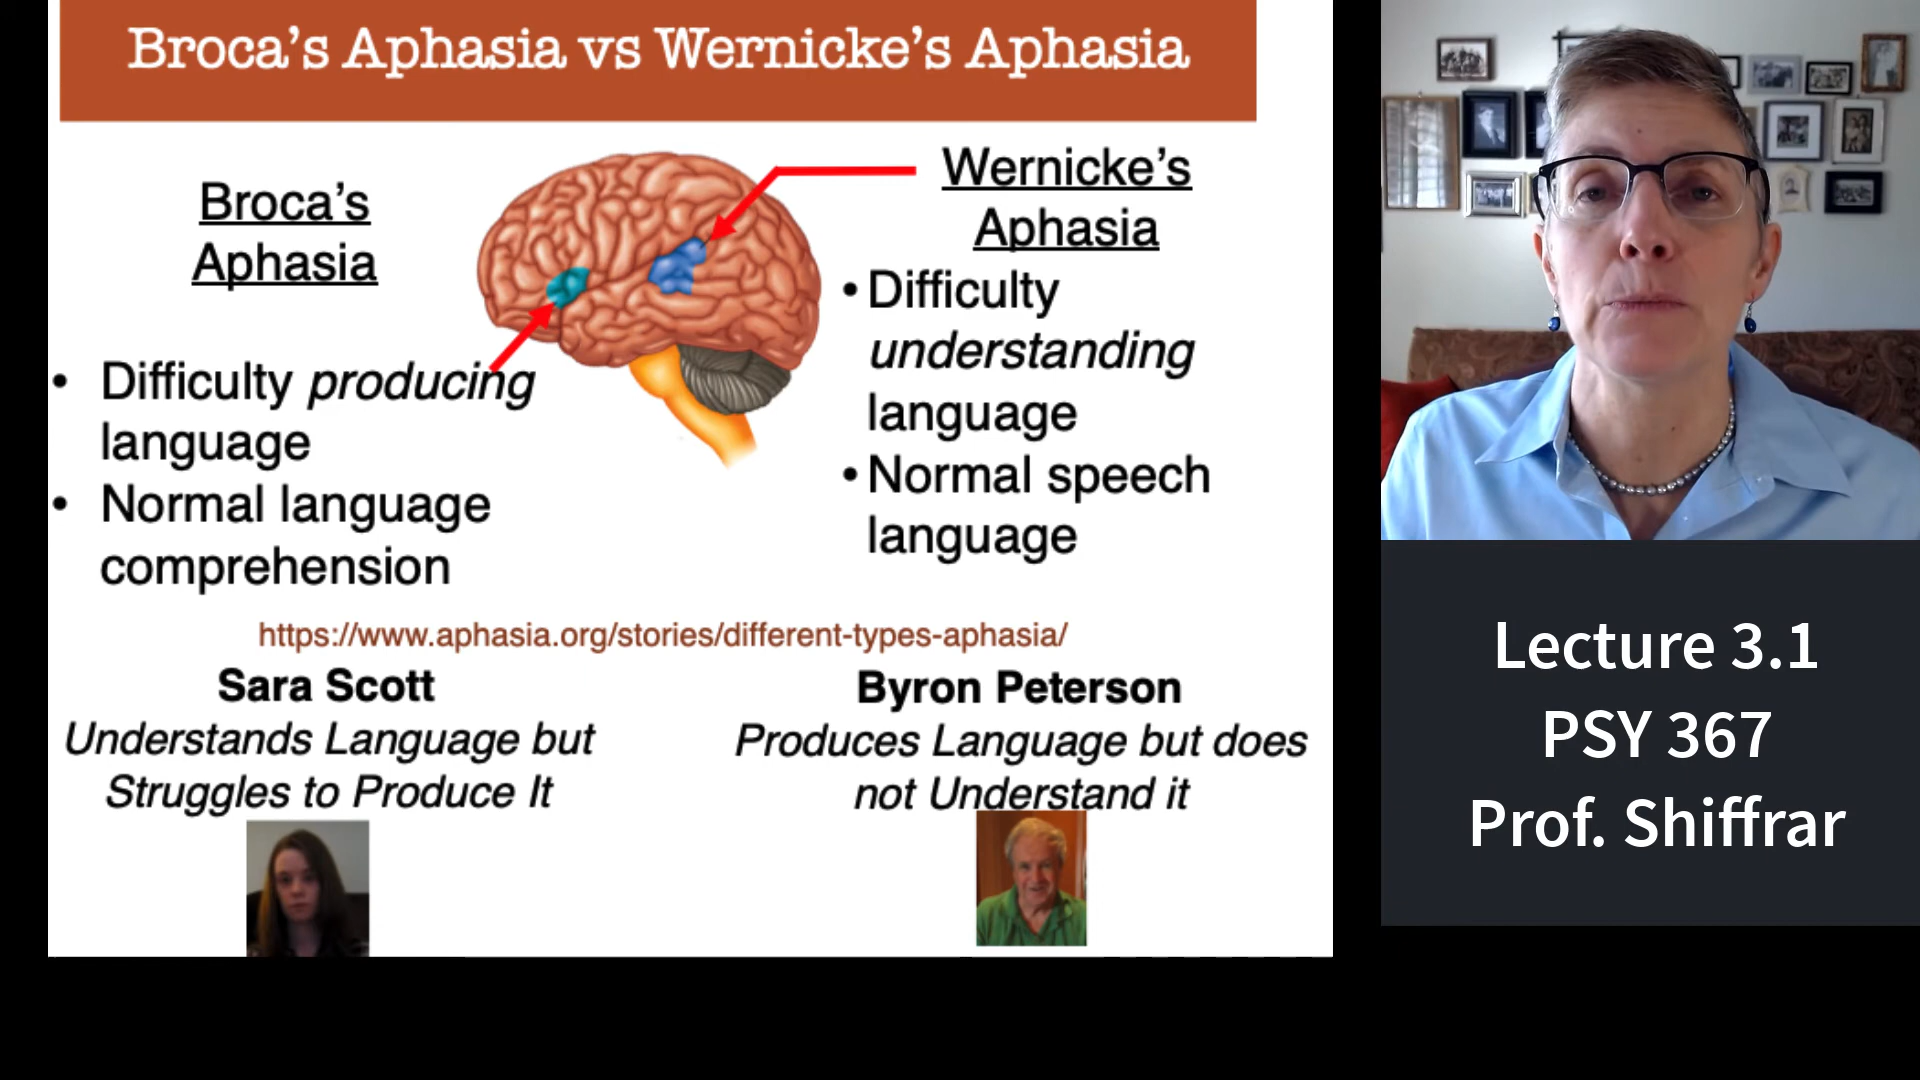 Broca's Aphasia vs Wernicke's Aphasia
Broca's
Aphasia
• Difficulty producing
language
• Normal language
comprehension
Wernicke's
Aphasia
• Difficulty
understanding
language
• Normal speech
language
https://www.aphasia.org/stories/different-types-aphasia/
Sara Scott
Understands Language but
Struggles to Produce It
Byron Peterson
Produces Language but does
not Understand it
Lecture 3.1
PSY 367
Prof. Shiffrar